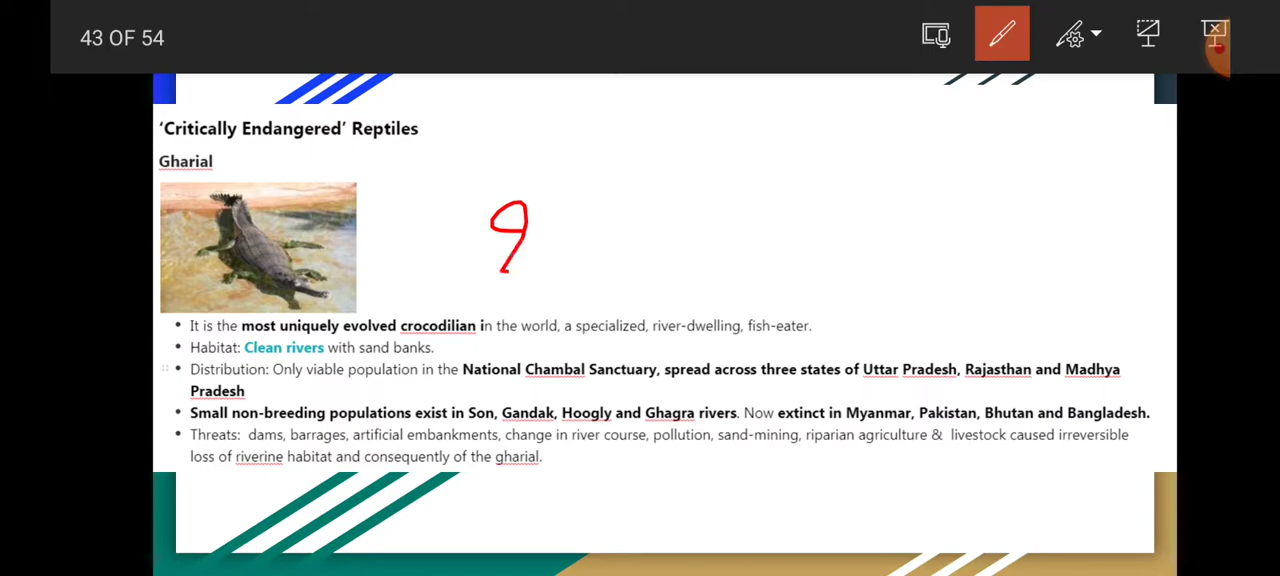 43 OF 54
‘Critically Endangered’ Reptiles
Gharial
9
• It is the most uniquely evolved crocodilian in the world, a specialized, river-dwelling, fish-eater.
• Habitat: Clean rivers with sand banks.
• Distribution: Only viable population in the National Chambal Sanctuary, spread across three states of Uttar Pradesh, Rajasthan and Madhya
Pradesh
• Small non-breeding populations exist in Son, Gandak, Hoogly and Ghagra rivers. Now extinct in Myanmar, Pakistan, Bhutan and Bangladesh.
• Threats: dams, barrages, artificial embankments, change in river course, pollution, sand-mining, riparian agriculture & livestock caused irreversible
loss of riverine habitat and consequently of the gharial.